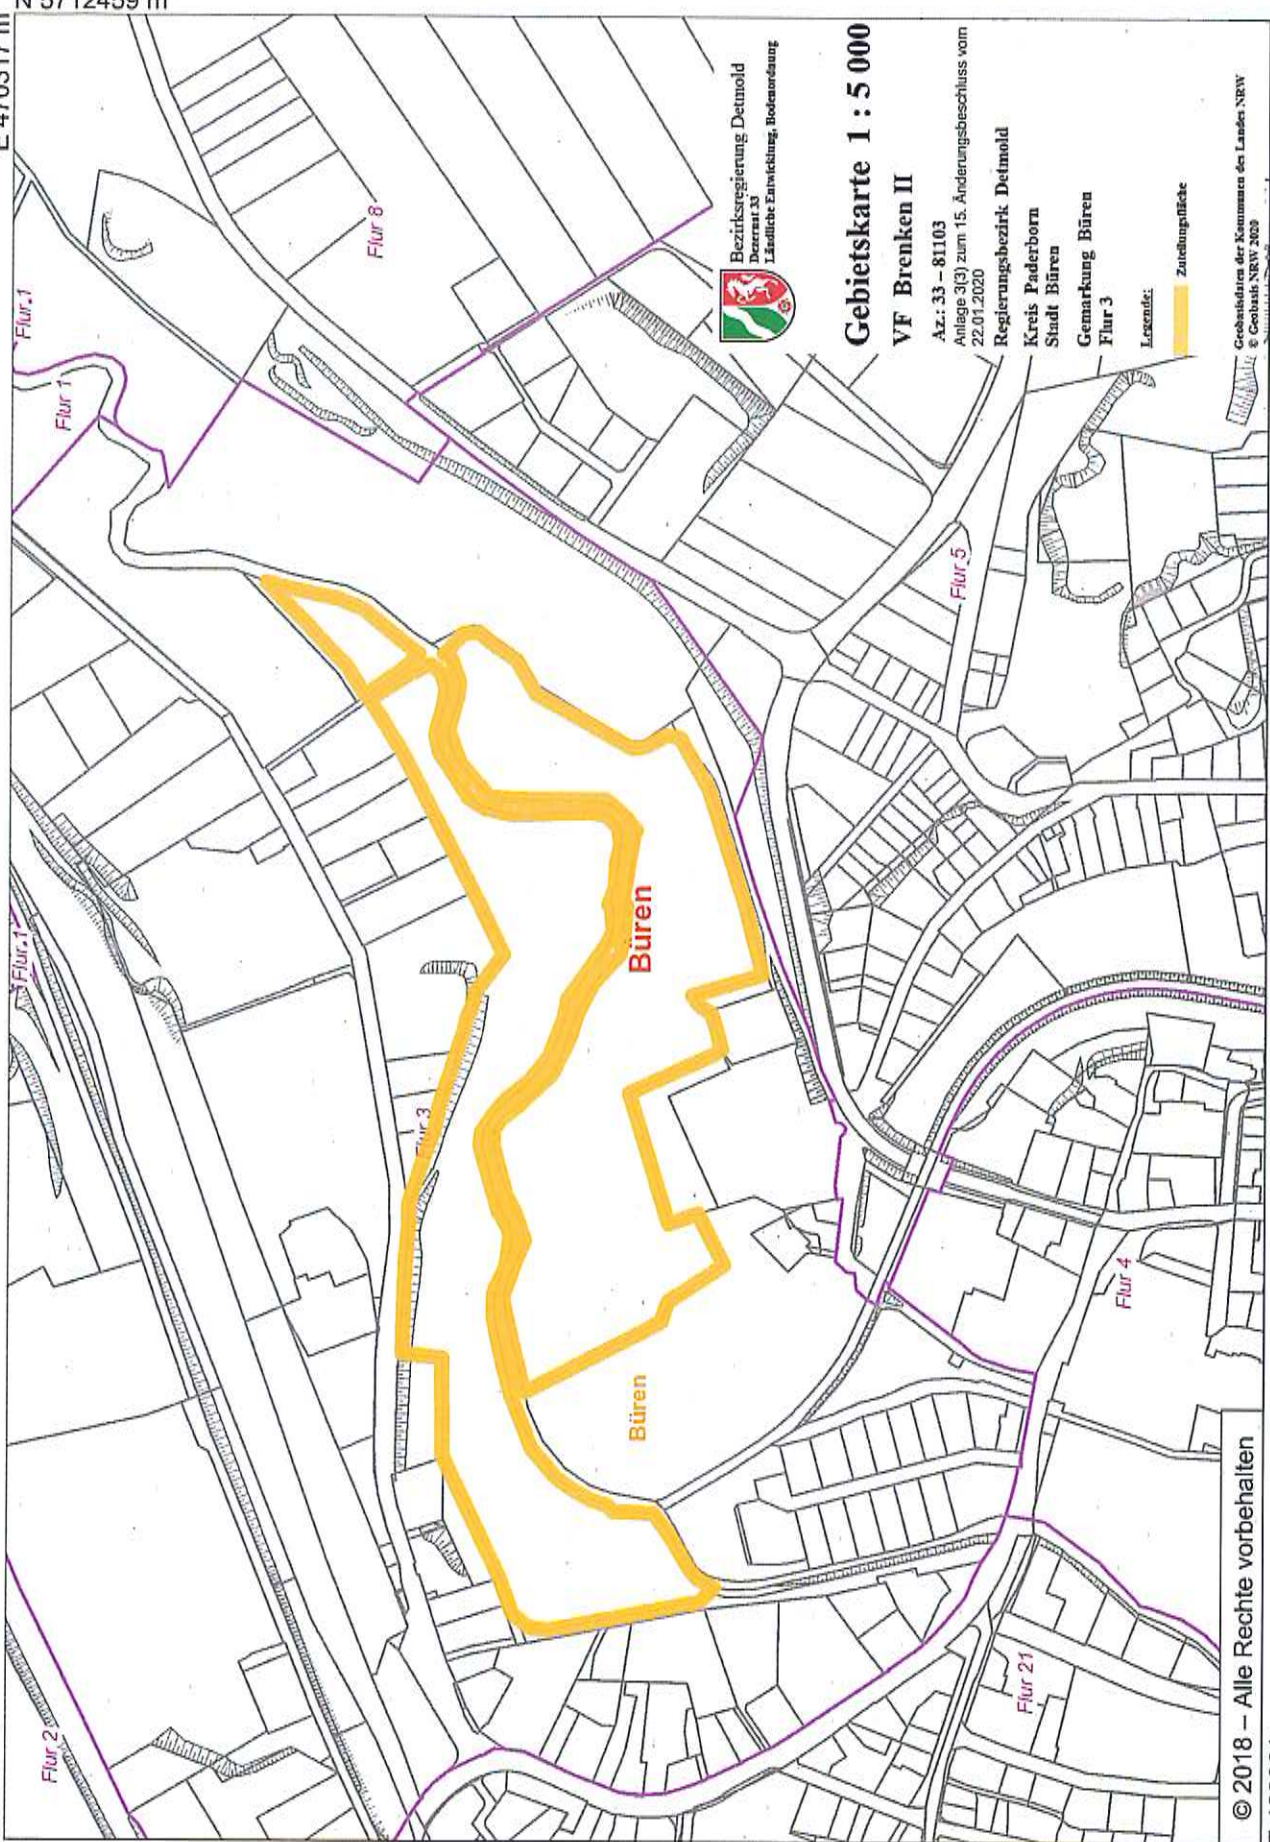 N 5712459 m
Flur 1
Flur 1
Flur 8
Flur 1
Flur 3
Flur 2
Flur 5
Flur 4
Flur 21
Büren
Büren
Bezirksregierung Detmold
Dezernat 33
Ländliche Entwicklung, Bodenordnung
Gebietskarte 1 : 5 000
VF Brenken II
Az.: 33 – 81103
Anlage 3(3) zum 15. Änderungsbeschluss vom
22.01.2020
Regierungsbezirk Detmold
Kreis Paderborn
Stadt Büren
Gemarkung Büren
Flur 3
Legende:
Zuteilungsfläche
Geobasisdaten der Kommunen des Landes NRW
© Geobasis NRW 2020
© 2018 – Alle Rechte vorbehalten